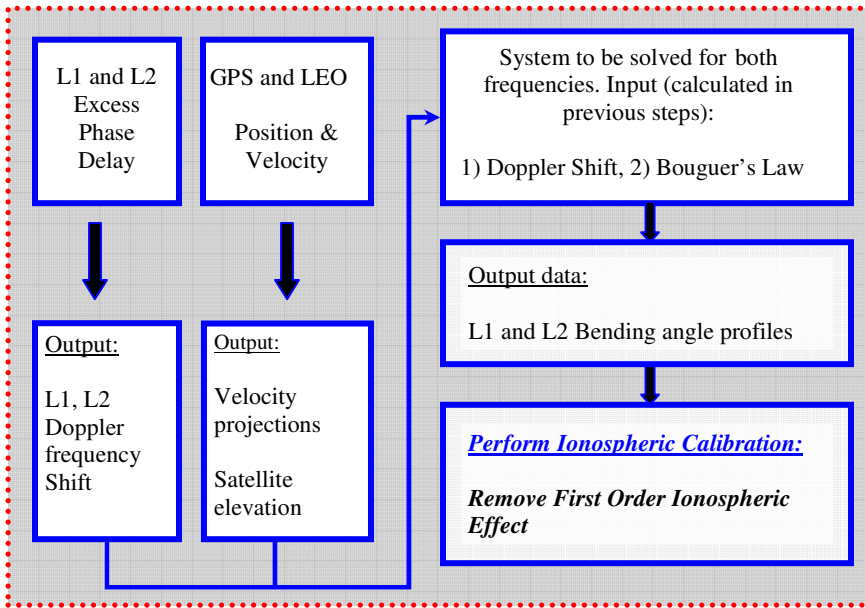 L1 and L2
Excess
Phase
Delay
GPS and LEO
Position &
Velocity
Output:
L1, L2
Doppler
frequency
Shift
Output:
Velocity
projections
Satellite
elevation
System to be solved for both
frequencies. Input (calculated in
previous steps):
1) Doppler Shift, 2) Bouguer's Law
Output data:
L1 and L2 Bending angle profiles
Perform Ionospheric Calibration:
Remove First Order Ionospheric
Effect